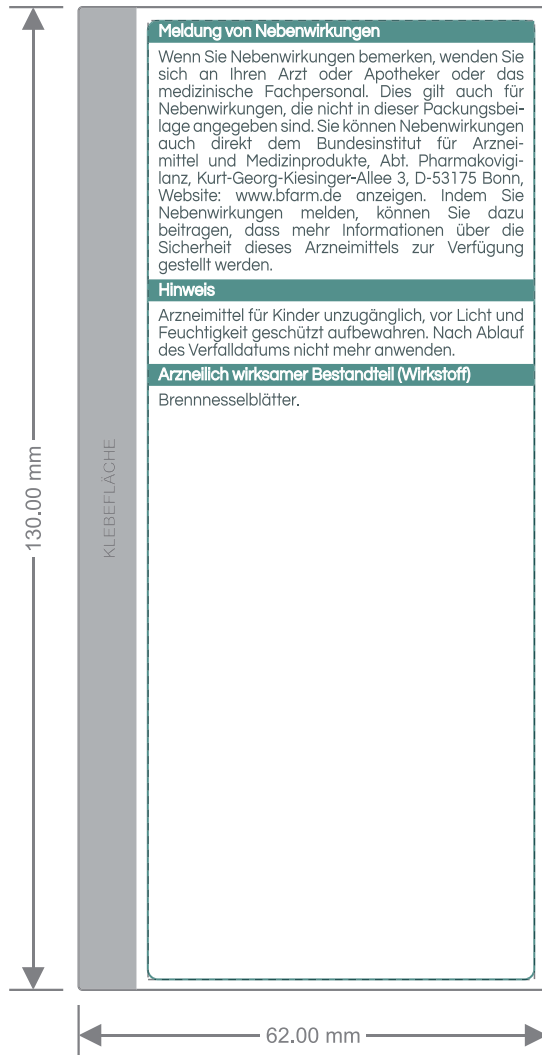 Meldung von Nebenwirkungen
Wenn Sie Nebenwirkungen bemerken, wenden Sie
sich an Ihren Arzt oder Apotheker oder das
medizinische Fachpersonal. Dies gilt auch für
Nebenwirkungen, die nicht in dieser Packungsbei-
lage angegeben sind. Sie können Nebenwirkungen
auch direkt dem Bundesinstitut für Arznei-
mittel und Medizinprodukte, Abt. Pharmakovigi-
lanz, Kurt-Georg-Kiesinger-Allee 3, D-53175 Bonn,
Website: www.bfarm.de anzeigen. Indem Sie
Nebenwirkungen melden, können Sie dazu
beitragen, dass mehr Informationen über die
Sicherheit dieses Arzneimittels zur Verfügung
gestellt werden.
Hinweis
Arzneimittel für Kinder unzugänglich, vor Licht und
Feuchtigkeit geschützt aufbewahren. Nach Ablauf
des Verfalldatums nicht mehr anwenden.
Arzneilich wirksamer Bestandteil (Wirkstoff)
Brennnesselblätter.
KLEBEFLÄCHE
130.00 mm
62.00 mm